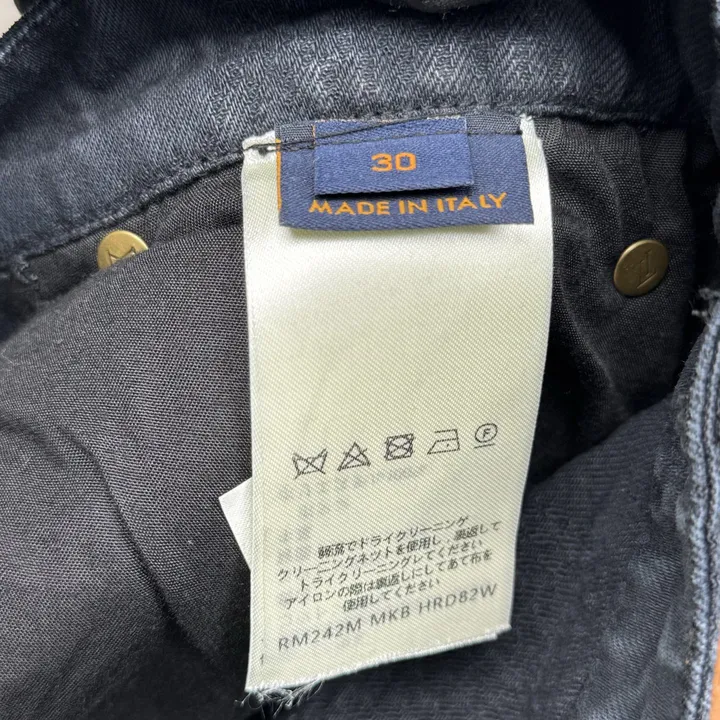 30
MADE IN ITALY
弱流でドライクリーニング
クリーニングネットを使用し、裏返して
ドライクリーニングしてください
アイロンの際は裏返しにしてあて布を
使用してください
RM242M MKB HRD82W